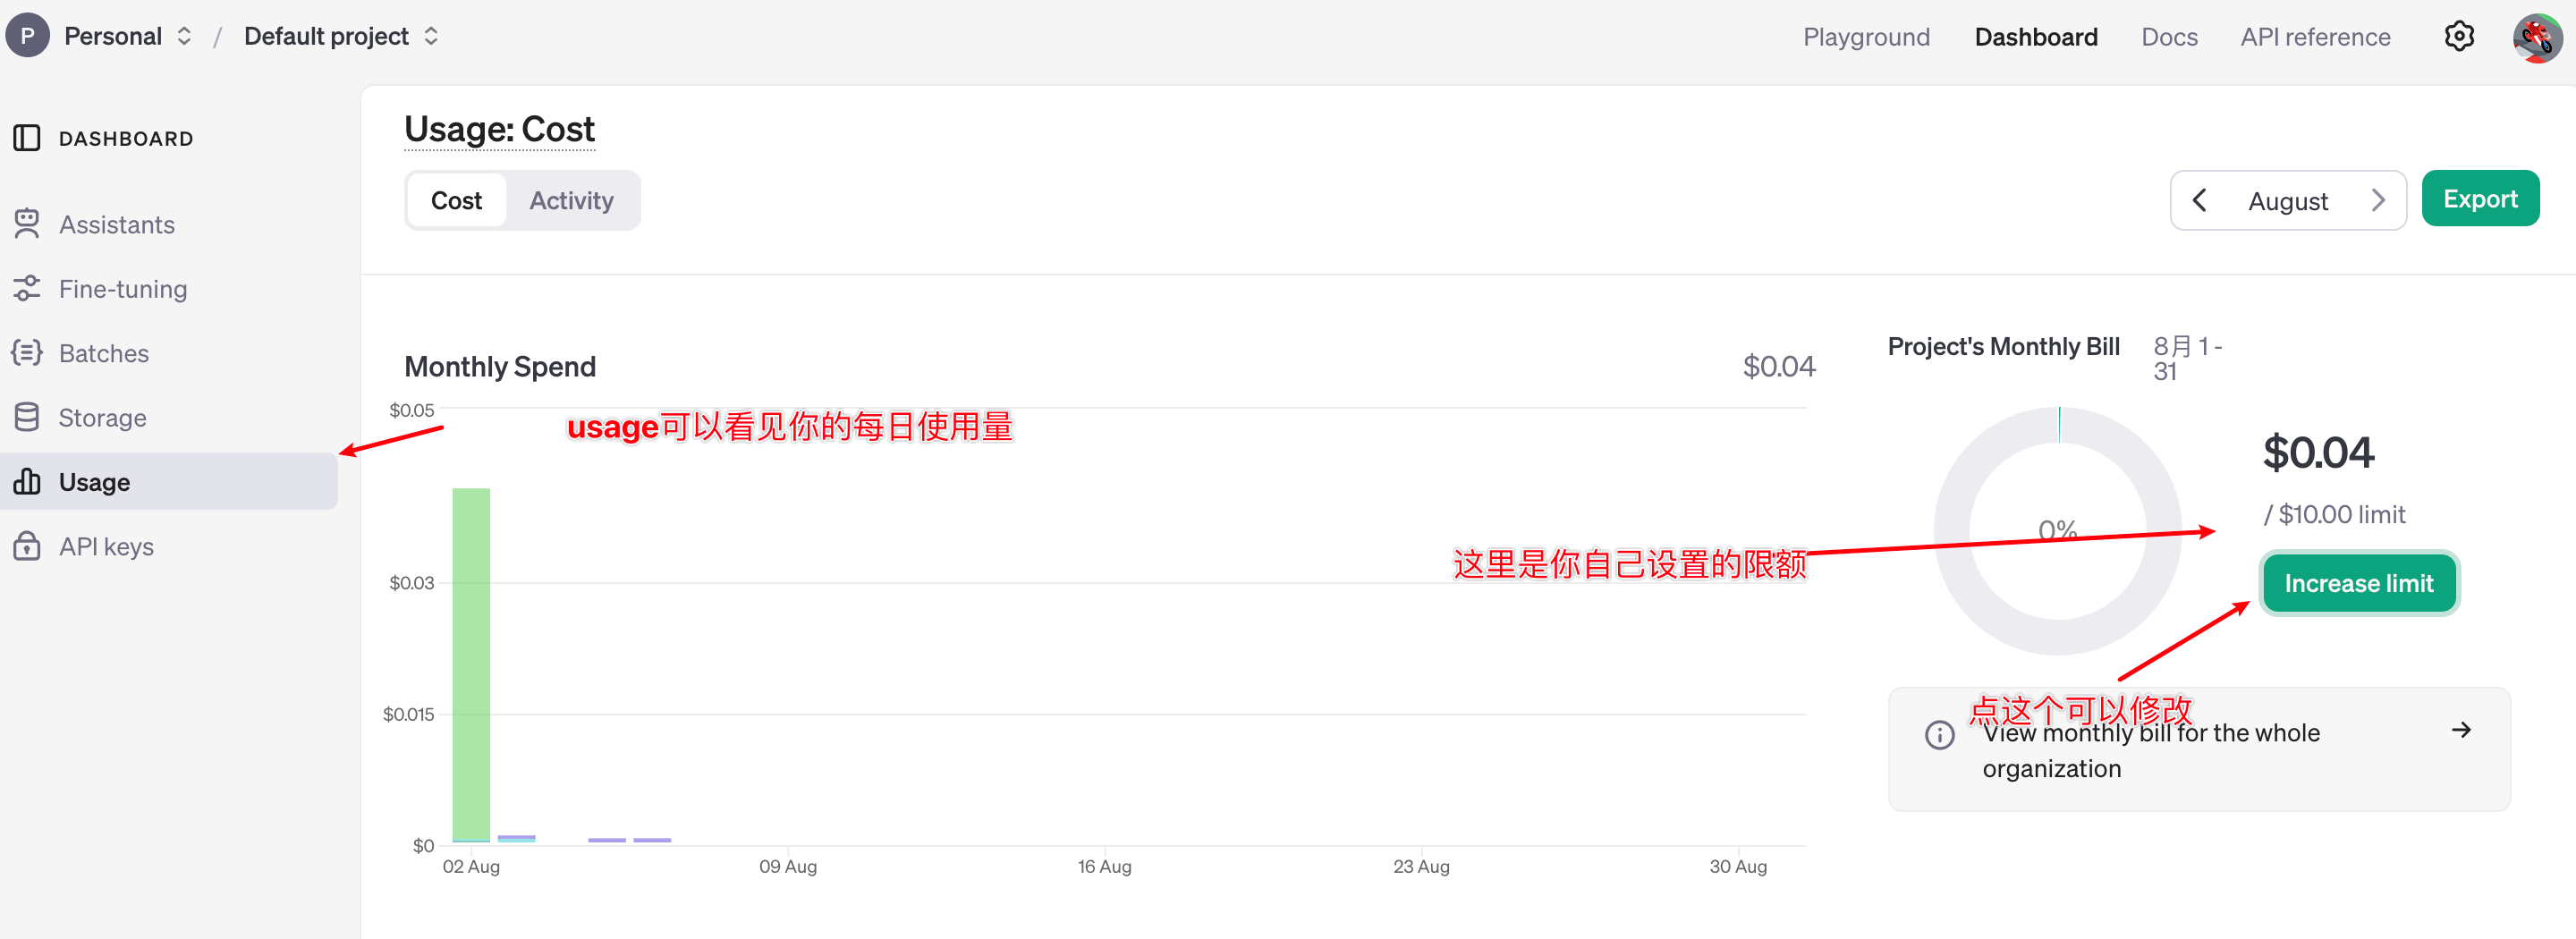 P Personal / Default project
Playground Dashboard Docs API reference
DASHBOARD
Assistants
Fine-tuning
Batches
Storage
Usage
API keys
Usage: Cost
Cost Activity
August
Export
Monthly Spend $0.04
$0.05
$0.03
$0.015
$0
02 Aug 09 Aug 16 Aug 23 Aug 30 Aug
usage可以看见你的每日使用量
Project's Monthly Bill
8月 1 -
31
0%
$0.04
/ $10.00 limit
这里是你自己设置的限额
Increase limit
点这个可以修改
View monthly bill for the whole
organization